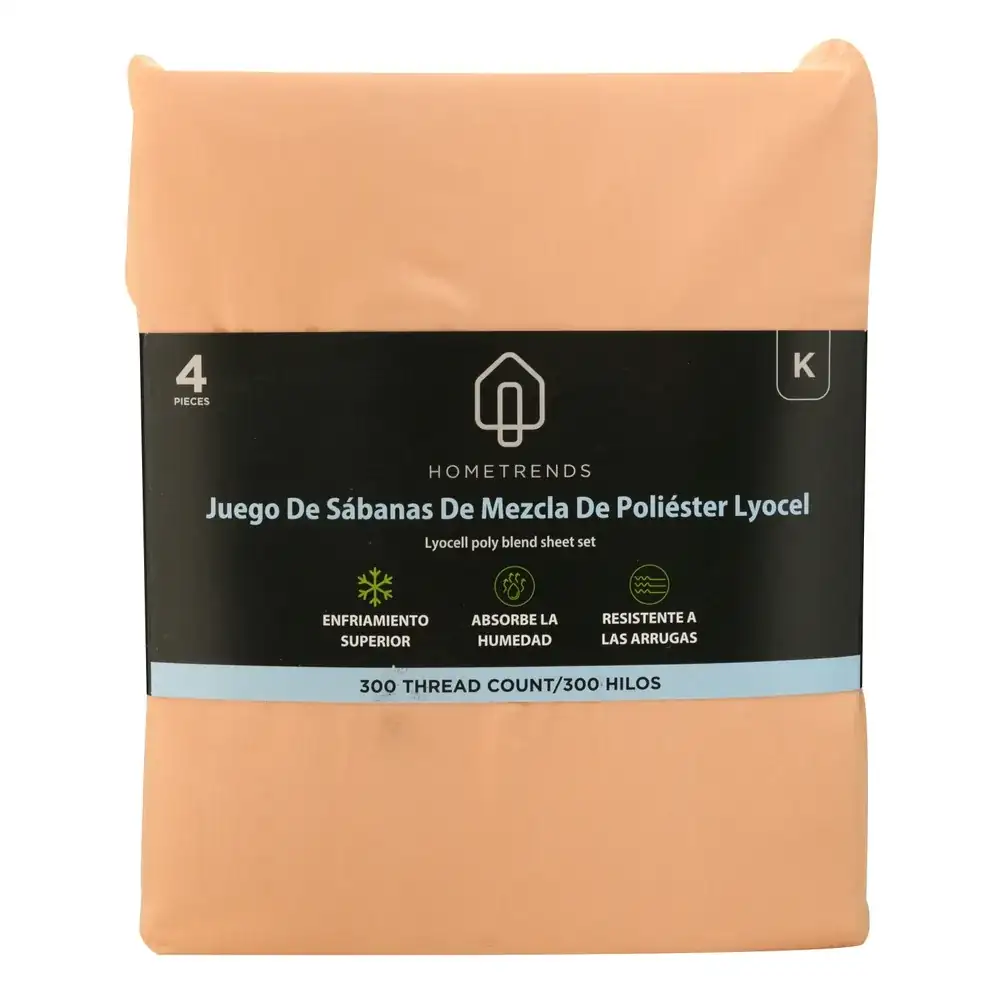 4
PIECES
K
HOMETRENDS
Juego De Sábanas De Mezcla De Poliéster Lyocel
Lyocell poly blend sheet set
ENFRIAMIENTO
SUPERIOR
ABSORBE LA
HUMEDAD
RESISTENTE A
LAS ARRUGAS
300 THREAD COUNT/300 HILOS